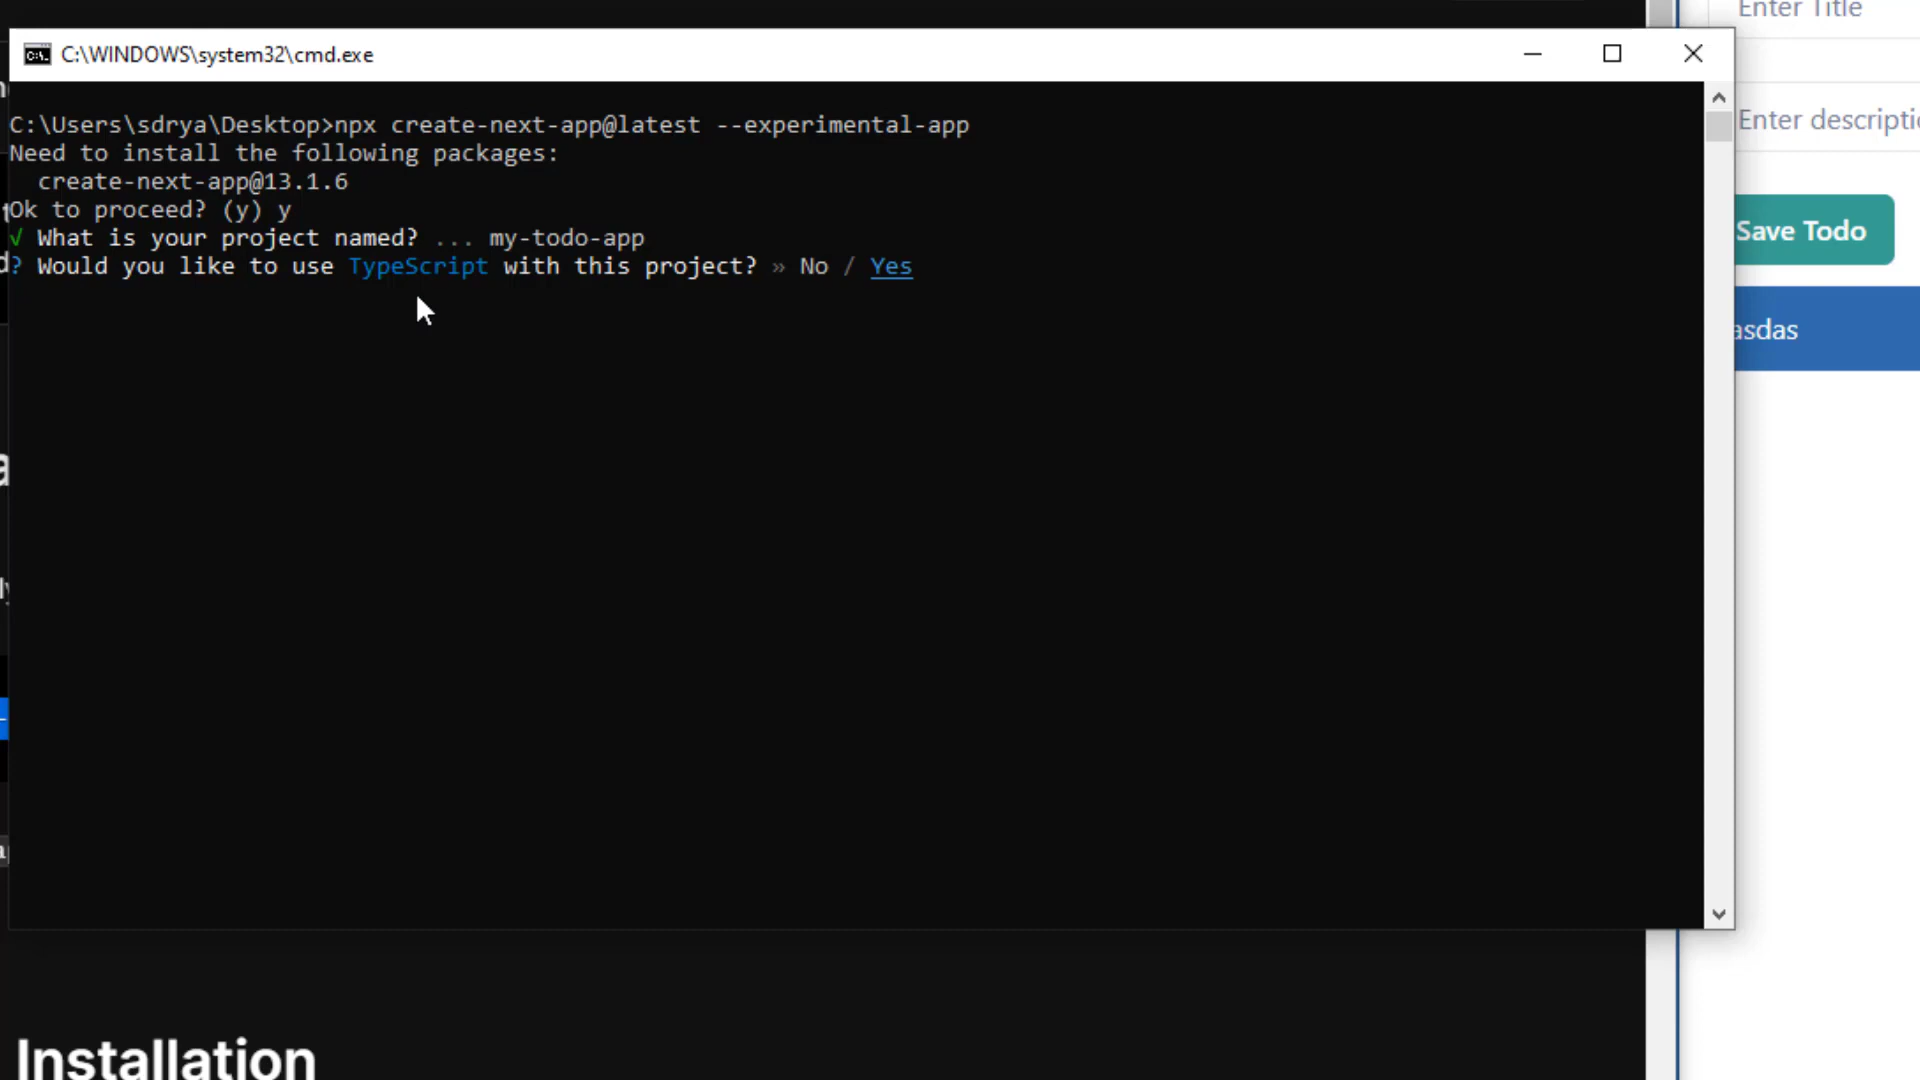 Enter Title
C:\WINDOWS\system32\cmd.exe
C:\Users\sdrya\Desktop>npx create-next-app@latest --experimental-app
Need to install the following packages:
create-next-app@13.1.6
Ok to proceed? (y) y
√ What is your project named? ... my-todo-app
? Would you like to use TypeScript with this project? » No / Yes
Enter descripti
Save Todo
asdas
Installation